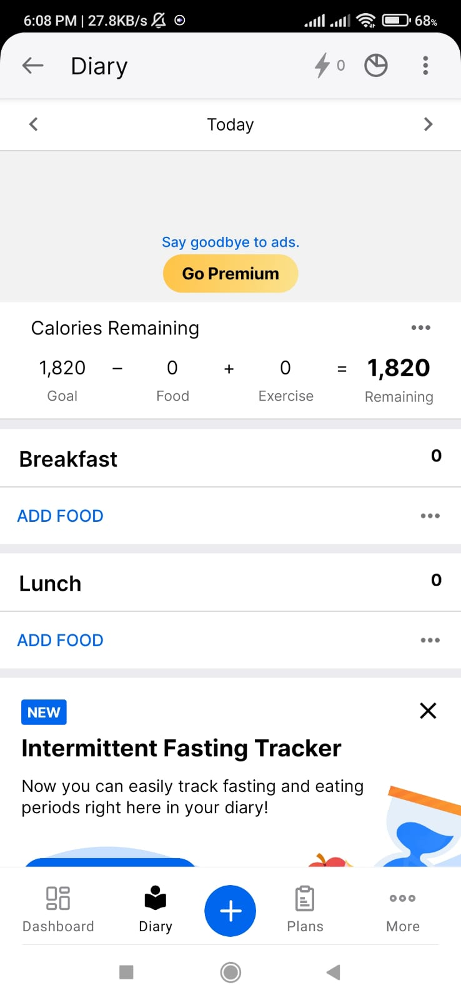 6:08 PM | 27.8KB/s 68%
Diary
0
Today
Say goodbye to ads.
Go Premium
Calories Remaining
1,820 – 0 + 0 = 1,820
Goal Food Exercise Remaining
Breakfast 0
ADD FOOD
Lunch 0
ADD FOOD
NEW
Intermittent Fasting Tracker
Now you can easily track fasting and eating
periods right here in your diary!
Dashboard Diary Plans More